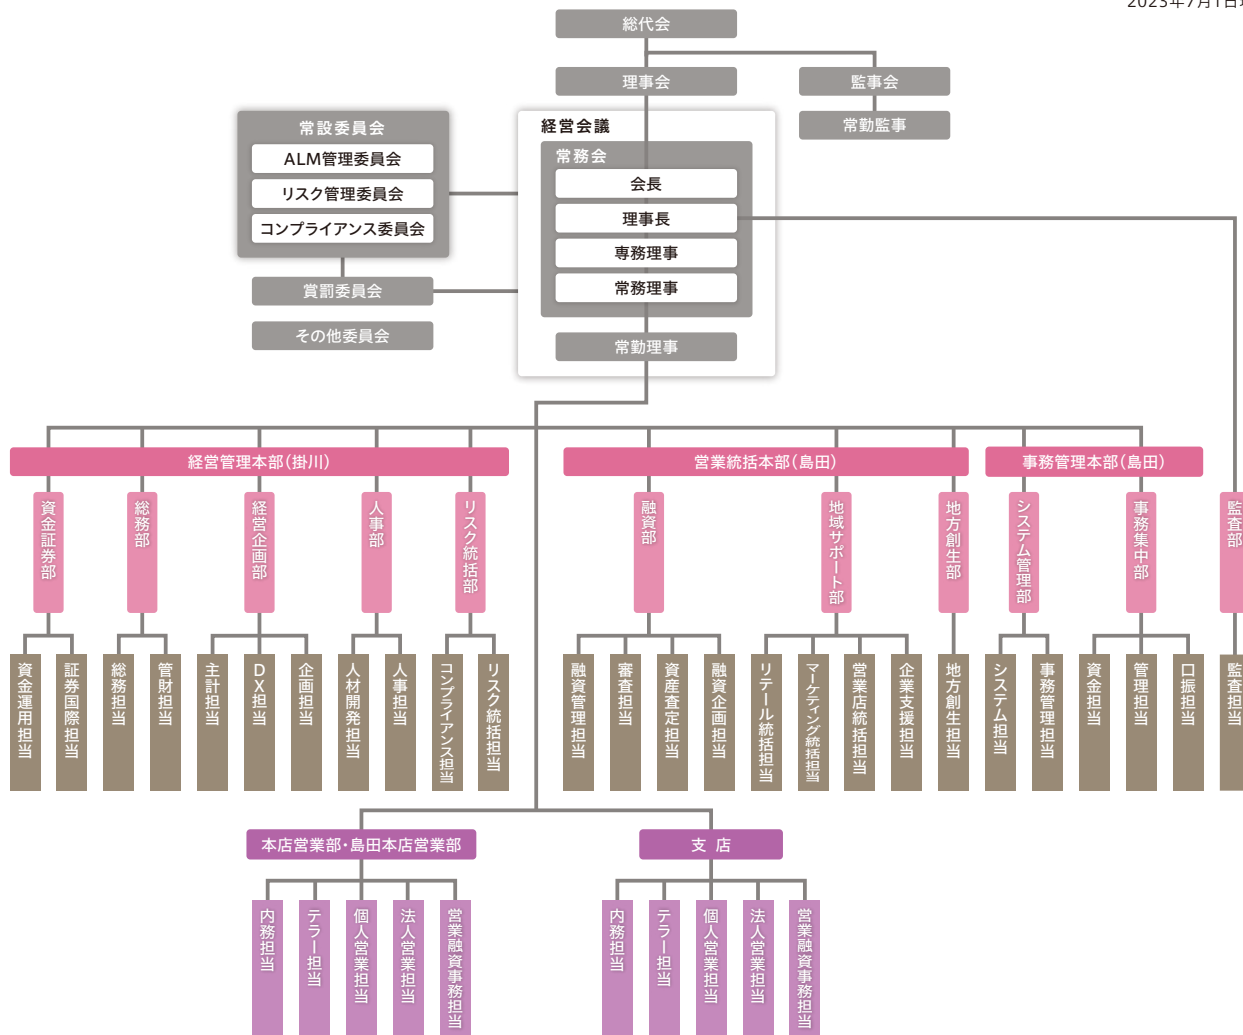 2023年7月1日
総代会
理事会
監事会
常勤監事
常設委員会
ALM管理委員会
リスク管理委員会
コンプライアンス委員会
賞罰委員会
その他委員会
経営会議
常務会
会長
理事長
専務理事
常務理事
常勤理事
経営管理本部(掛川)
営業統括本部(島田)
事務管理本部(島田)
資金証券部
総務部
経営企画部
人事部
リスク統括部
融資部
地域サポート部
地方創生部
システム管理部
事務集中部
監査部
資金運用担当
証券国際担当
総務担当
管財担当
主計担当
DX担当
企画担当
人材開発担当
人事担当
コンプライアンス担当
リスク統括担当
融資管理担当
審査担当
資産査定担当
融資企画担当
リテール統括担当
マーケティング統括担当
営業店統括担当
企業支援担当
地方創生担当
システム担当
事務管理担当
資金担当
管理担当
口振担当
監査担当
本店営業部・島田本店営業部
支 店
内務担当
テラー担当
個人営業担当
法人営業担当
営業融資事務担当
内務担当
テラー担当
個人営業担当
法人営業担当
営業融資事務担当